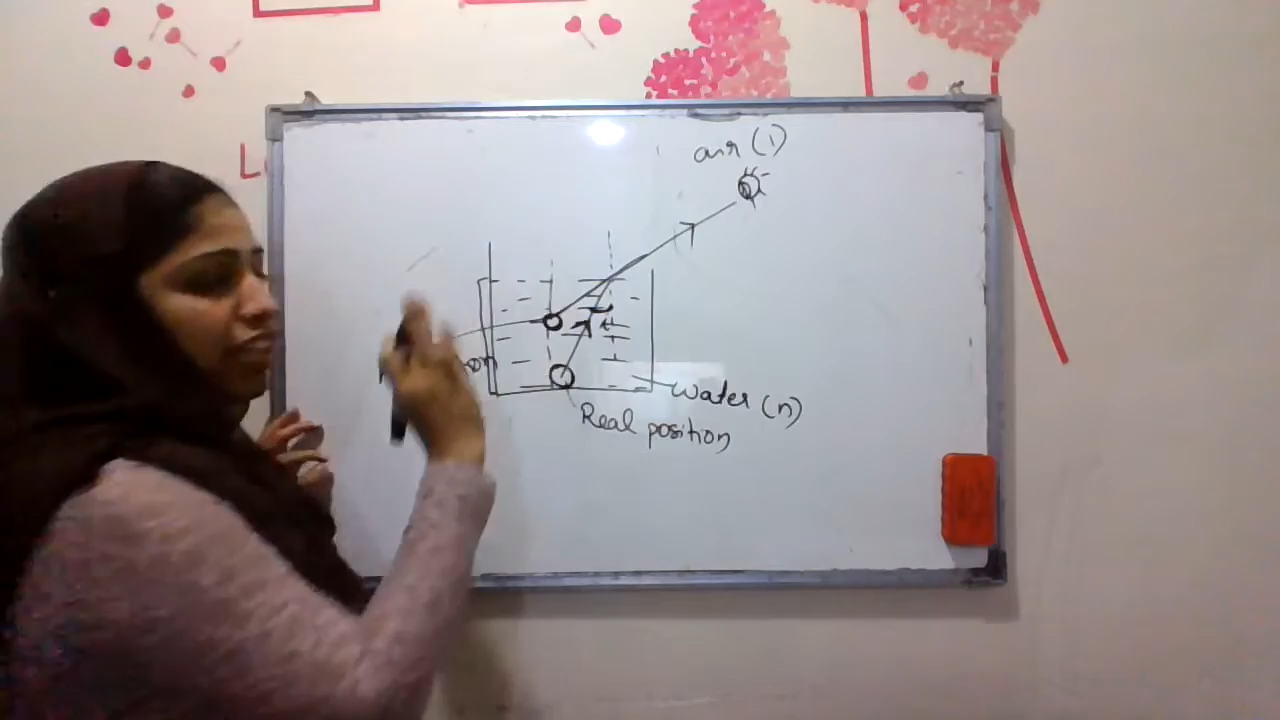 air (1)
Water (n)
Real position